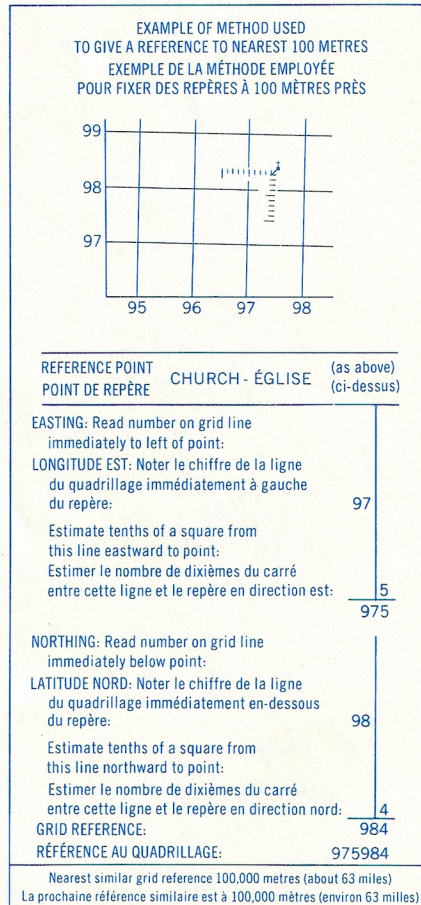 EXAMPLE OF METHOD USED
TO GIVE A REFERENCE TO NEAREST 100 METRES
EXEMPLE DE LA MÉTHODE EMPLOYÉE
POUR FIXER DES REPÈRES À 100 MÈTRES PRÈS
99
98
97
95 96 97 98
REFERENCE POINT
POINT DE REPÈRE
CHURCH - ÉGLISE
(as above)
(ci-dessus)
EASTING: Read number on grid line
immediately to left of point:
LONGITUDE EST: Noter le chiffre de la ligne
du quadrillage immédiatement à gauche
du repère: 97
Estimate tenths of a square from
this line eastward to point:
Estimer le nombre de dixièmes du carré
entre cette ligne et le repère en direction est: 5
975
NORTHING: Read number on grid line
immediately below point:
LATITUDE NORD: Noter le chiffre de la ligne
du quadrillage immédiatement en-dessous
du repère: 98
Estimate tenths of a square from
this line northward to point:
Estimer le nombre de dixièmes du carré
entre cette ligne et le repère en direction nord: 4
GRID REFERENCE: 984
RÉFÉRENCE AU QUADRILLAGE: 975984
Nearest similar grid reference 100,000 metres (about 63 miles)
La prochaine référence similaire est à 100,000 mètres (environ 63 milles)